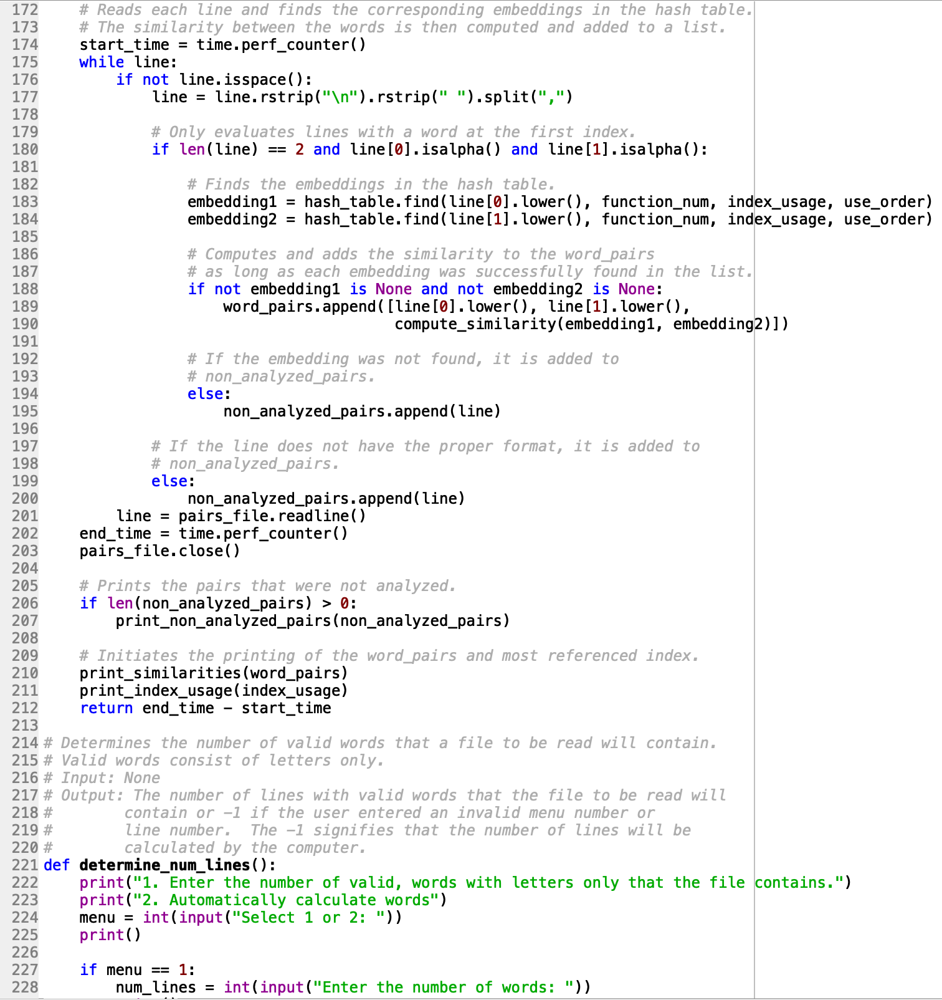 172     # Reads each line and finds the corresponding embeddings in the hash table.
173     # The similarity between the words is then computed and added to a list.
174     start_time = time.perf_counter()
175     while line:
176         if not line.isspace():
177             line = line.rstrip("\n").rstrip(" ").split(",")
178
179             # Only evaluates lines with a word at the first index.
180             if len(line) == 2 and line[0].isalpha() and line[1].isalpha():
181
182                 # Finds the embeddings in the hash table.
183                 embedding1 = hash_table.find(line[0].lower(), function_num, index_usage, use_order)
184                 embedding2 = hash_table.find(line[1].lower(), function_num, index_usage, use_order)
185
186                 # Computes and adds the similarity to the word_pairs
187                 # as long as each embedding was successfully found in the list.
188                 if not embedding1 is None and not embedding2 is None:
189                     word_pairs.append([line[0].lower(), line[1].lower(),
190                                        compute_similarity(embedding1, embedding2)])
191
192                 # If the embedding was not found, it is added to
193                 # non_analyzed_pairs.
194                 else:
195                     non_analyzed_pairs.append(line)
196
197             # If the line does not have the proper format, it is added to
198             # non_analyzed_pairs.
199             else:
200                 non_analyzed_pairs.append(line)
201         line = pairs_file.readline()
202     end_time = time.perf_counter()
203     pairs_file.close()
204
205     # Prints the pairs that were not analyzed.
206     if len(non_analyzed_pairs) > 0:
207         print_non_analyzed_pairs(non_analyzed_pairs)
208
209     # Initiates the printing of the word_pairs and most referenced index.
210     print_similarities(word_pairs)
211     print_index_usage(index_usage)
212     return end_time - start_time
213
214 # Determines the number of valid words that a file to be read will contain.
215 # Valid words consist of letters only.
216 # Input: None
217 # Output: The number of lines with valid words that the file to be read will
218 #        contain or -1 if the user entered an invalid menu number or
219 #        line number.  The -1 signifies that the number of lines will be
220 #        calculated by the computer.
221 def determine_num_lines():
222     print("1. Enter the number of valid, words with letters only that the file contains.")
223     print("2. Automatically calculate words")
224     menu = int(input("Select 1 or 2: "))
225     print()
226
227     if menu == 1:
228         num_lines = int(input("Enter the number of words: "))